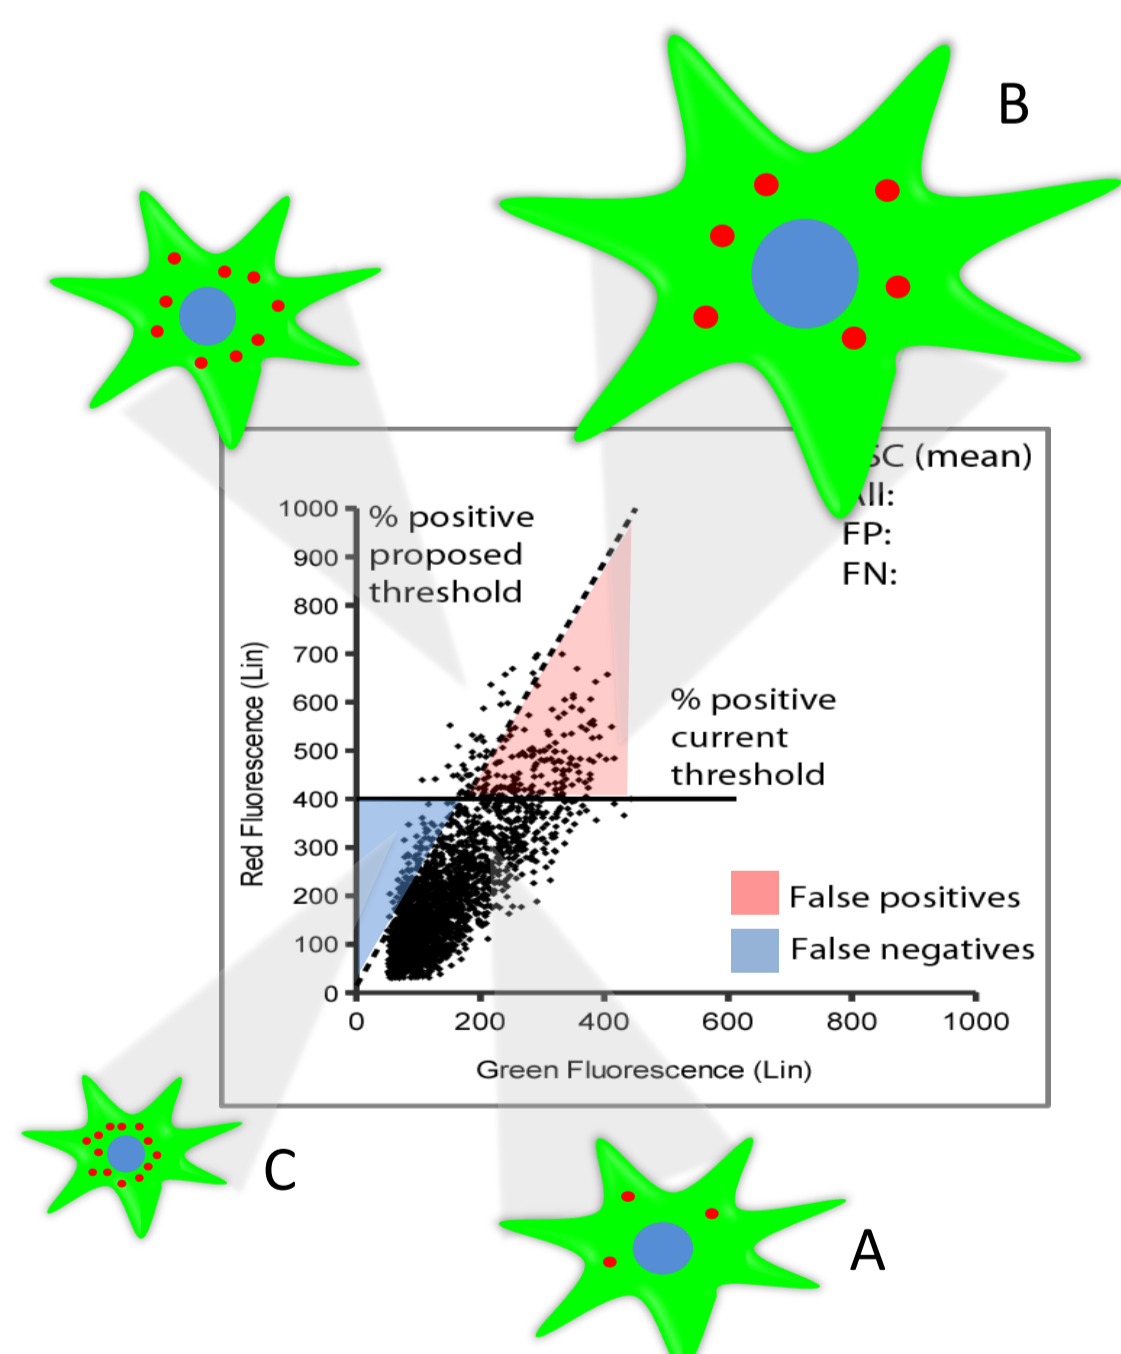 B
SC (mean)
ll:
FP:
FN:
% positive
proposed
threshold
1000
900
800
700
600
500
400
300
200
100
0
Red Fluorescence (Lin)
% positive
current
threshold
False positives
False negatives
0 200 400 600 800 1000
Green Fluorescence (Lin)
C
A